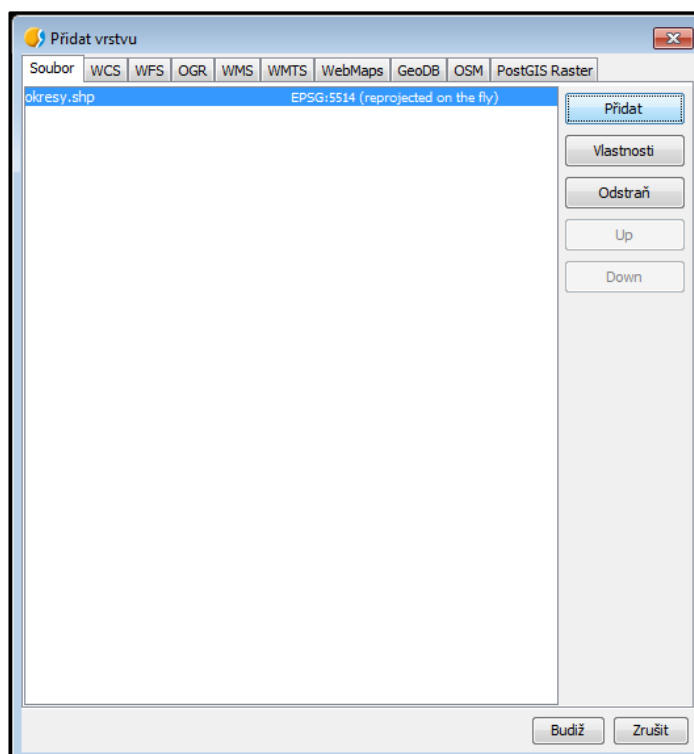 Přidat vrstvu
Soubor WCS WFS OGR WMS WMTS WebMaps GeoDB OSM PostGIS Raster
okresy.shp EPSG:5514 (reprojected on the fly)
Přidat
Vlastnosti
Odstraň
Up
Down
Budiž Zrušit